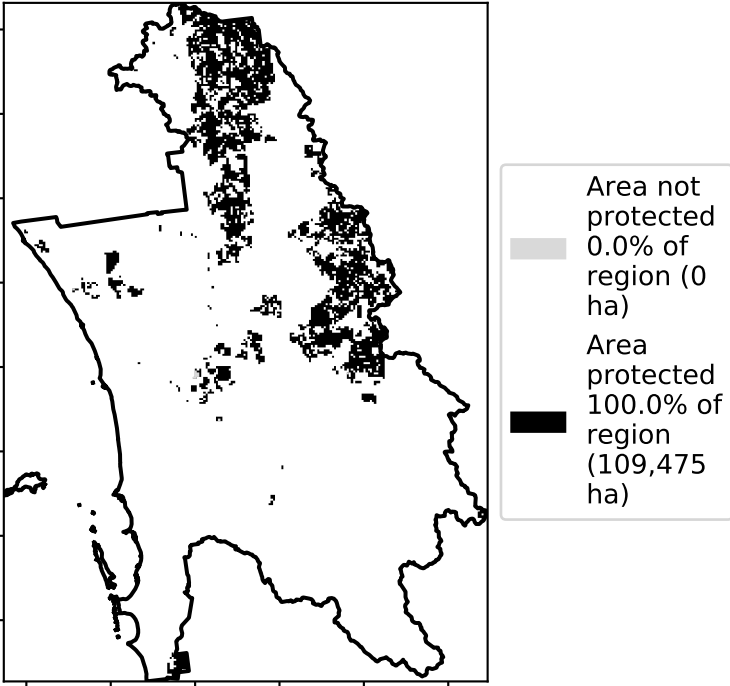 Area not
protected
0.0% of
region (0
ha)
Area
protected
100.0% of
region
(109,475
ha)